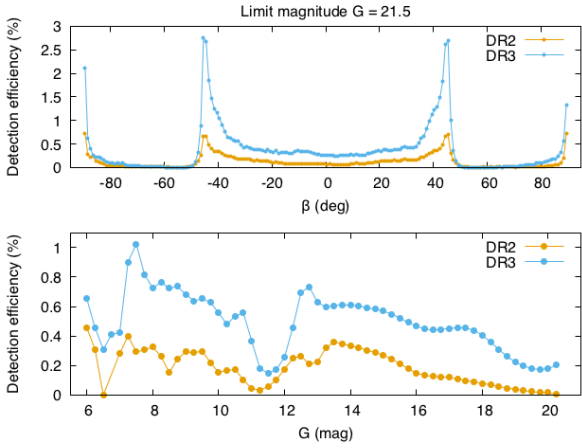 Limit magnitude G = 21.5
Detection efficiency (%)
3
2.5
2
1.5
1
0.5
0
DR2
DR3
-80 -60 -40 -20 0 20 40 60 80
β (deg)
Detection efficiency (%)
1
0.8
0.6
0.4
0.2
0
DR2
DR3
6 8 10 12 14 16 18 20
G (mag)